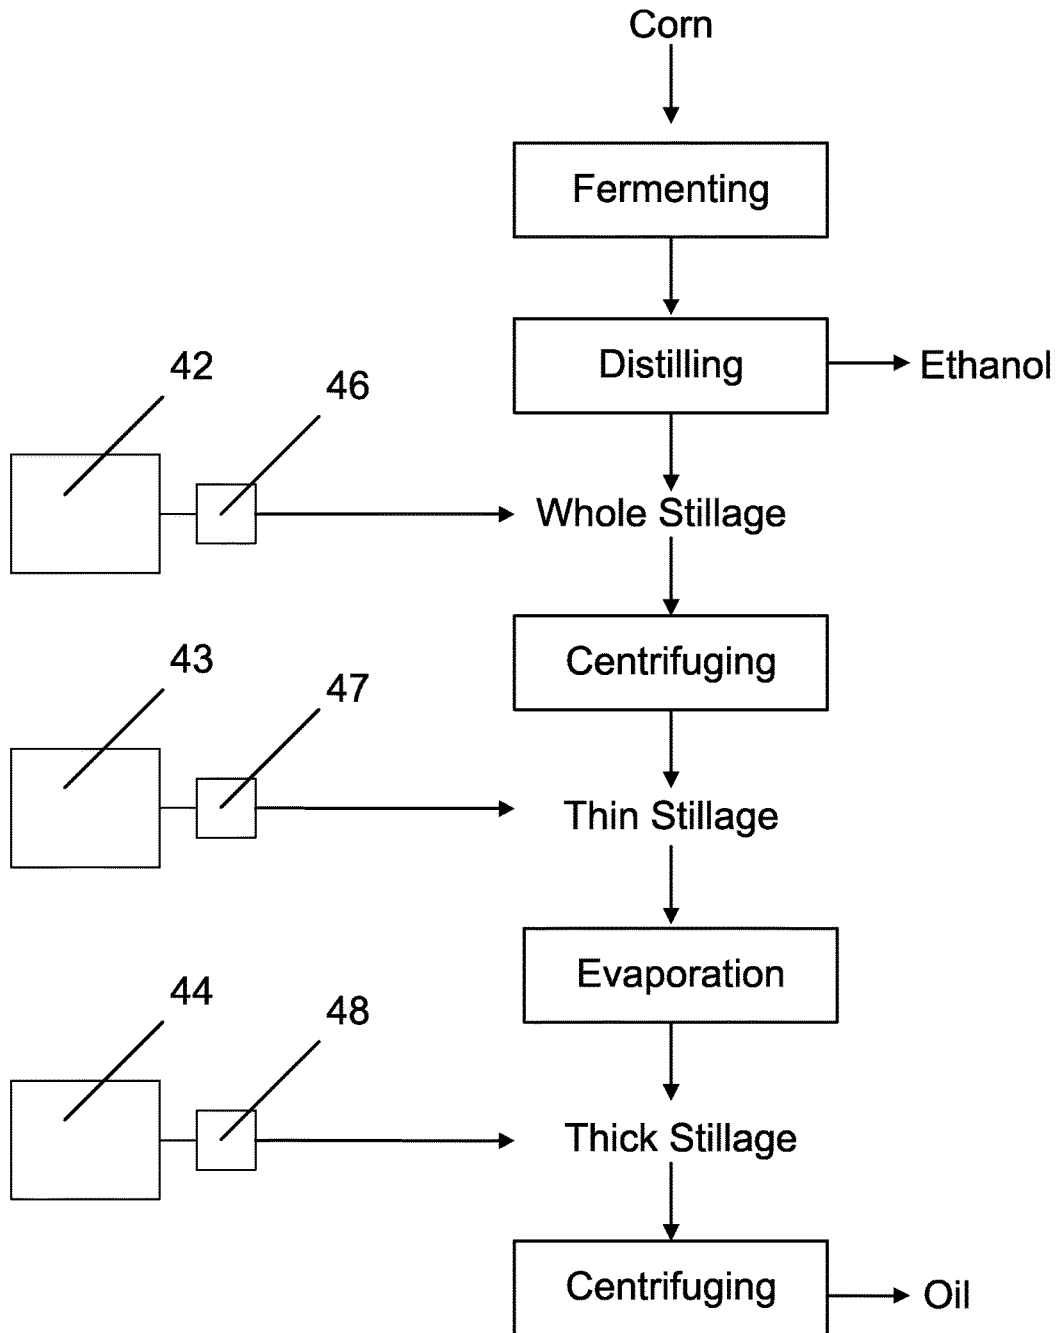 Corn
Fermenting
Distilling
Ethanol
42
46
Whole Stillage
Centrifuging
43
47
Thin Stillage
Evaporation
44
48
Thick Stillage
Centrifuging
Oil